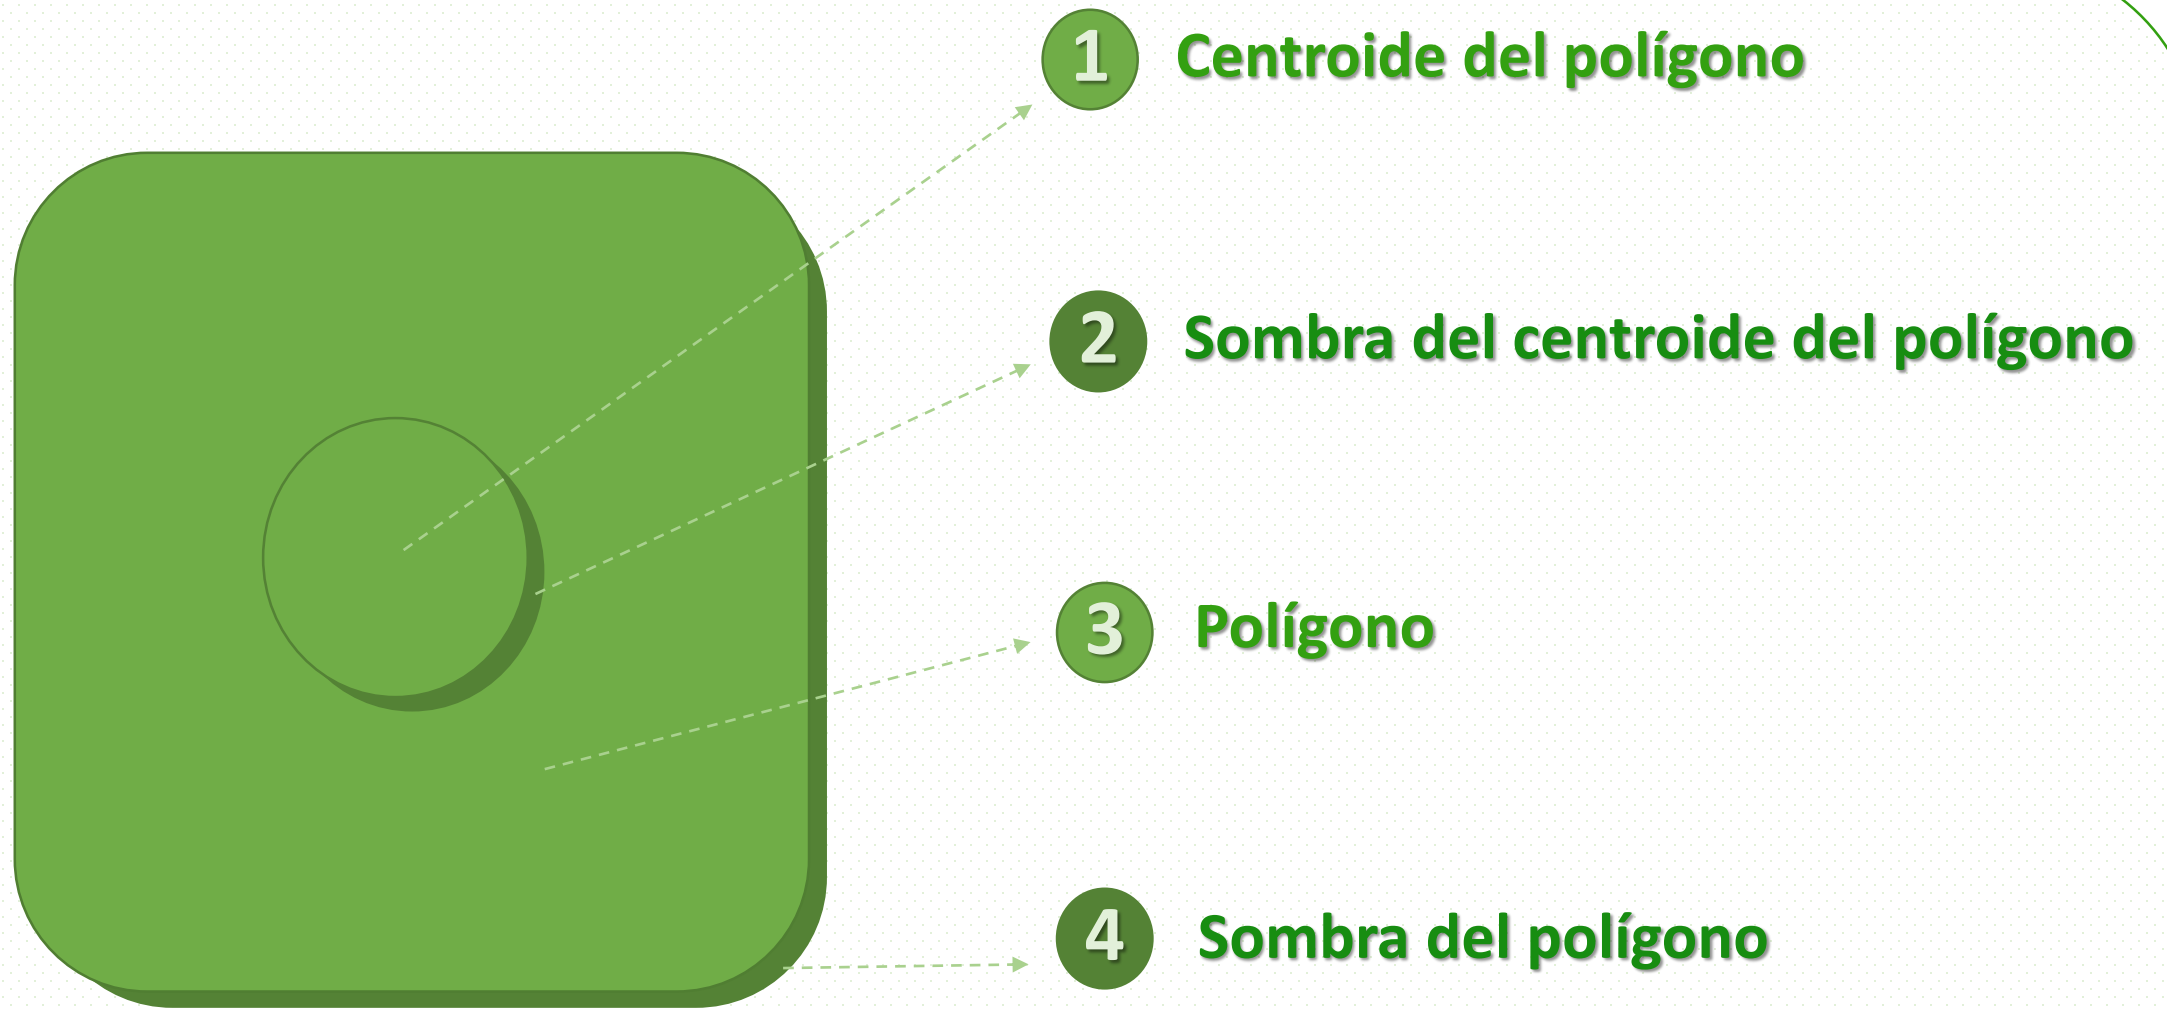 1 Centroide del polígono
2 Sombra del centroide del polígono
3 Polígono
4 Sombra del polígono